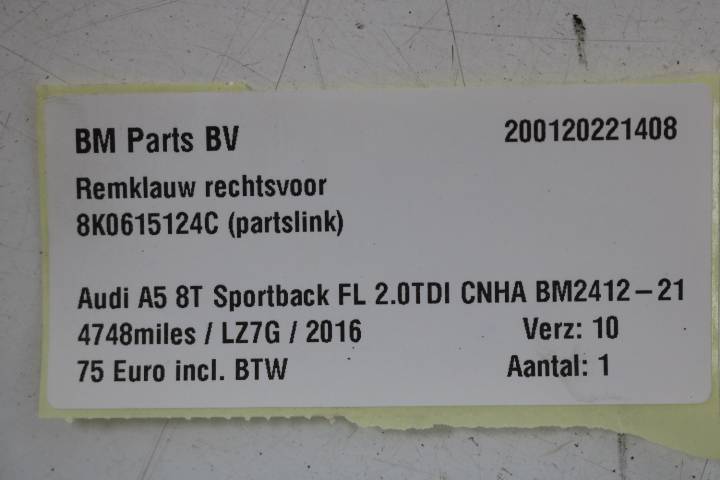 BM Parts BV 200120221408
Remklauw rechtsvoor
8K0615124C (partslink)
Audi A5 8T Sportback FL 2.0TDI CNHA BM2412-21
4748miles / LZ7G / 2016 Verz: 10
75 Euro incl. BTW Aantal: 1